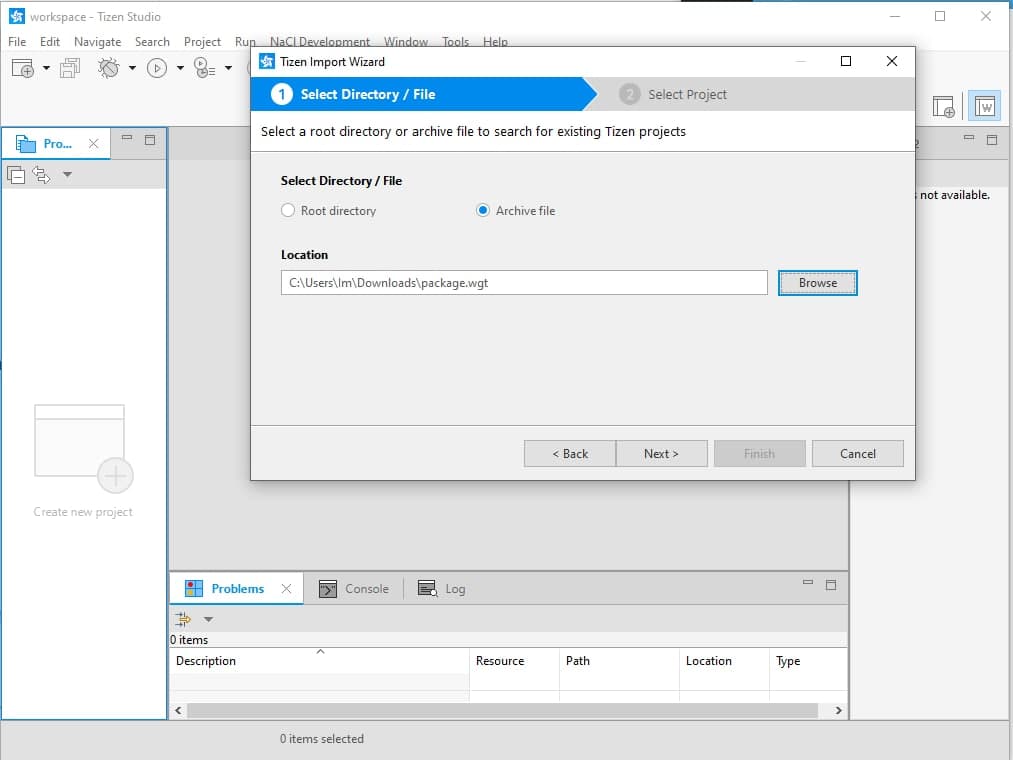 workspace - Tizen Studio
File Edit Navigate Search Project Run NaCl Development Window Tools Help
Tizen Import Wizard
1 Select Directory / File
2 Select Project
Select a root directory or archive file to search for existing Tizen projects
Pro...
W
not available.
Select Directory / File
Root directory
Archive file
Location
C:\Users\lm\Downloads\package.wgt
Browse
< Back
Next >
Finish
Cancel
Create new project
Problems
Console
Log
0 items
Description
Resource
Path
Location
Type
0 items selected